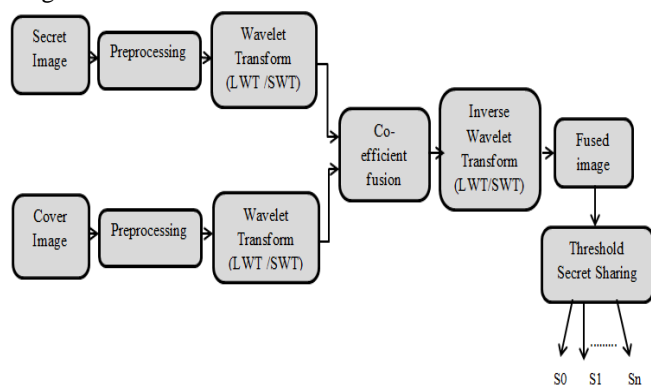 Secret
Image
Preprocessing
Wavelet
Transform
(LWT /SWT)
Cover
Image
Preprocessing
Wavelet
Transform
(LWT /SWT)
Co-
efficient
fusion
Inverse
Wavelet
Transform
(LWT/SWT)
Fused
image
Threshold
Secret Sharing
.........
S0 S1 Sn